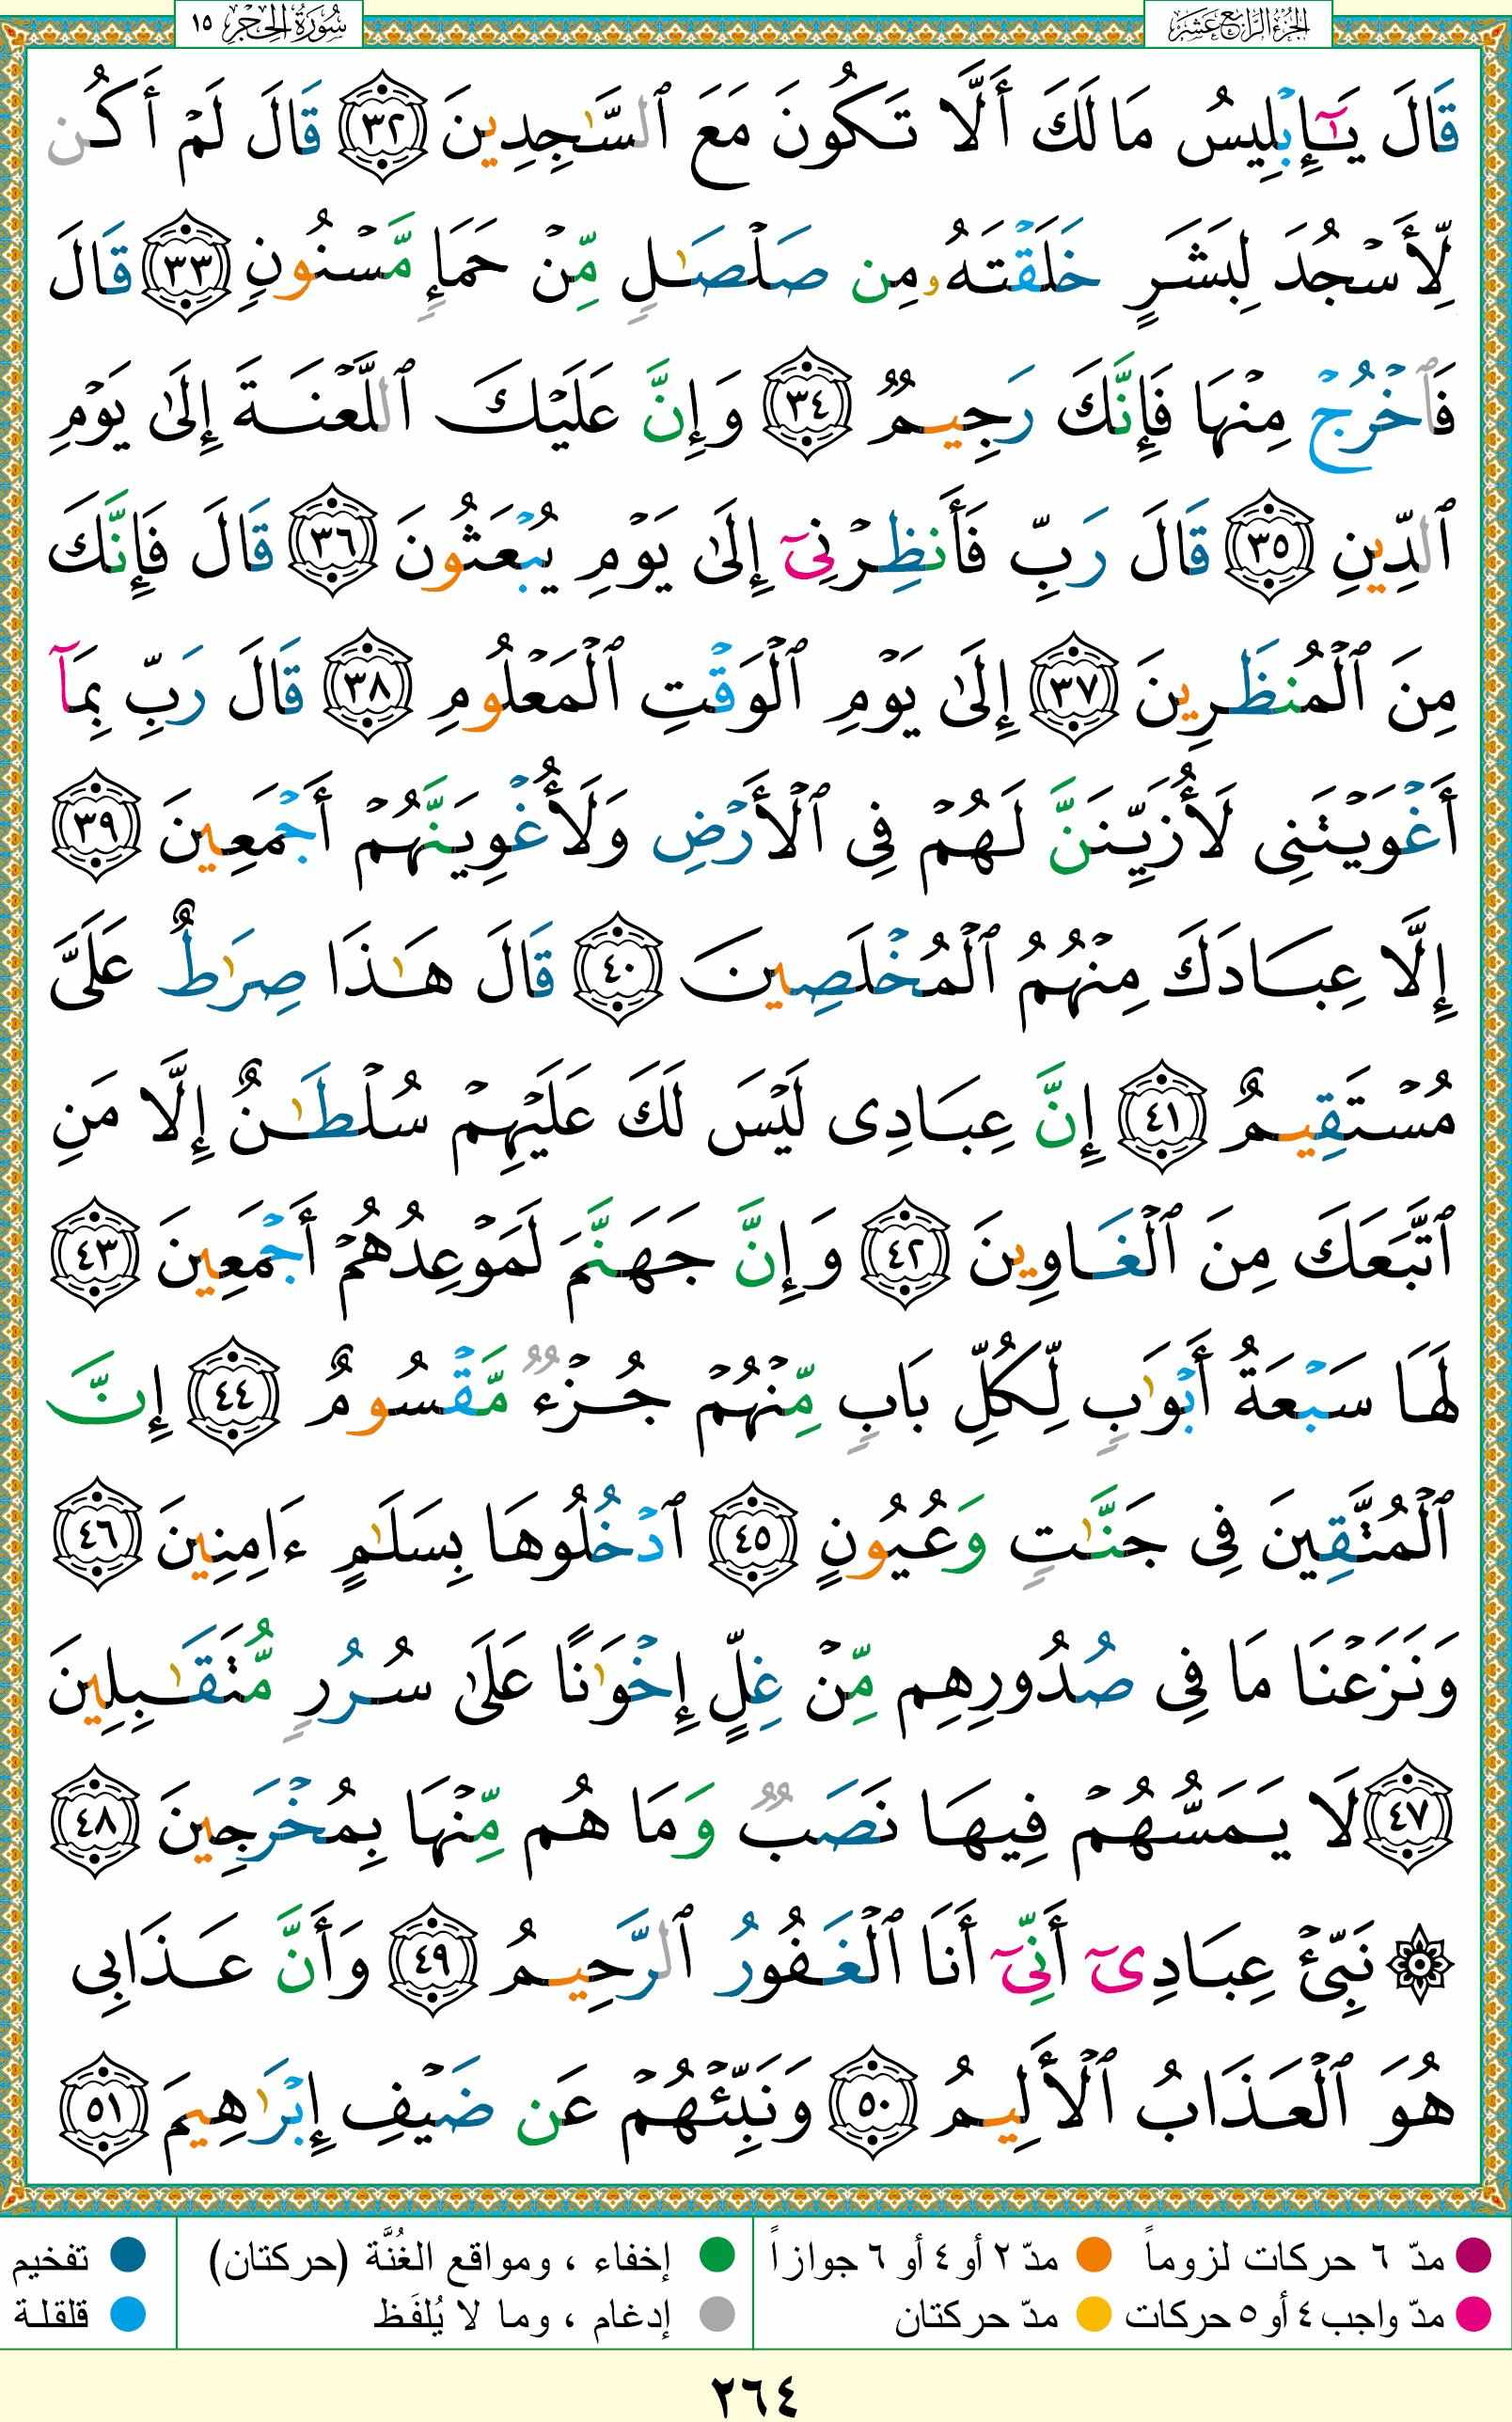 الجزء الرابع عشر
سورة الحجر ١٥
قَالَ يَـٰٓإِبْلِيسُ مَا لَكَ أَلَّا تَكُونَ مَعَ ٱلسَّـٰجِدِينَ ٣٢ قَالَ لَمْ أَكُن
لِّأَسْجُدَ لِبَشَرٍ خَلَقْتَهُۥ مِن صَلْصَـٰلٍ مِّنْ حَمَإٍ مَّسْنُونٍ ٣٣ قَالَ
فَٱخْرُجْ مِنْهَا فَإِنَّكَ رَجِيمٌ ٣٤ وَإِنَّ عَلَيْكَ ٱللَّعْنَةَ إِلَىٰ يَوْمِ
ٱلدِّينِ ٣٥ قَالَ رَبِّ فَأَنظِرْنِىٓ إِلَىٰ يَوْمِ يُبْعَثُونَ ٣٦ قَالَ فَإِنَّكَ
مِنَ ٱلْمُنظَرِينَ ٣٧ إِلَىٰ يَوْمِ ٱلْوَقْتِ ٱلْمَعْلُومِ ٣٨ قَالَ رَبِّ بِمَآ
أَغْوَيْتَنِى لَأُزَيِّنَنَّ لَهُمْ فِى ٱلْأَرْضِ وَلَأُغْوِيَنَّهُمْ أَجْمَعِينَ ٣٩
إِلَّا عِبَادَكَ مِنْهُمُ ٱلْمُخْلَصِينَ ٤٠ قَالَ هَـٰذَا صِرَٰطٌ عَلَىَّ
مُسْتَقِيمٌ ٤١ إِنَّ عِبَادِى لَيْسَ لَكَ عَلَيْهِمْ سُلْطَـٰنٌ إِلَّا مَنِ
ٱتَّبَعَكَ مِنَ ٱلْغَاوِينَ ٤٢ وَإِنَّ جَهَنَّمَ لَمَوْعِدُهُمْ أَجْمَعِينَ ٤٣
لَهَا سَبْعَةُ أَبْوَٰبٍ لِّكُلِّ بَابٍ مِّنْهُمْ جُزْءٌ مَّقْسُومٌ ٤٤ إِنَّ
ٱلْمُتَّقِينَ فِى جَنَّـٰتٍ وَعُيُونٍ ٤٥ ٱدْخُلُوهَا بِسَلَـٰمٍ ءَامِنِينَ ٤٦
وَنَزَعْنَا مَا فِى صُدُورِهِم مِّنْ غِلٍّ إِخْوَٰنًا عَلَىٰ سُرُرٍ مُّتَقَـٰبِلِينَ
٤٧ لَا يَمَسُّهُمْ فِيهَا نَصَبٌ وَمَا هُم مِّنْهَا بِمُخْرَجِينَ ٤٨
۞ نَبِّئْ عِبَادِىٓ أَنِّىٓ أَنَا ٱلْغَفُورُ ٱلرَّحِيمُ ٤٩ وَأَنَّ عَذَابِى
هُوَ ٱلْعَذَابُ ٱلْأَلِيمُ ٥٠ وَنَبِّئْهُمْ عَن ضَيْفِ إِبْرَٰهِيمَ ٥١
مدّ ٦ حركات لزوماً مدّ ٢ أو ٤ أو ٦ جوازاً إخفاء ، ومواقع الغُنَّة (حركتان) تفخيم
مدّ واجب ٤ أو ٥ حركات مدّ حركتان إدغام ، وما لا يُلفَظ قلقلة
٢٦٤